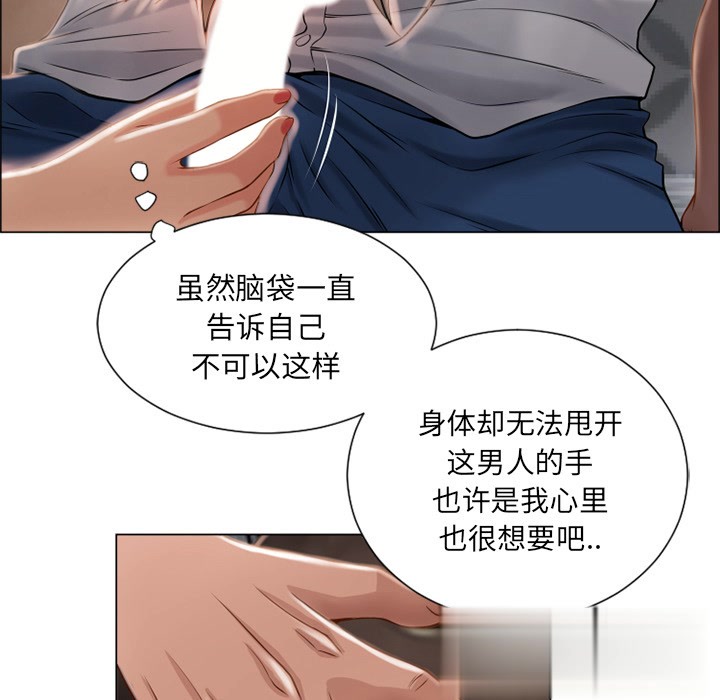 虽然脑袋一直
告诉自己
不可以这样
身体却无法甩开
这男人的手
也许是我心里
也很想要吧..